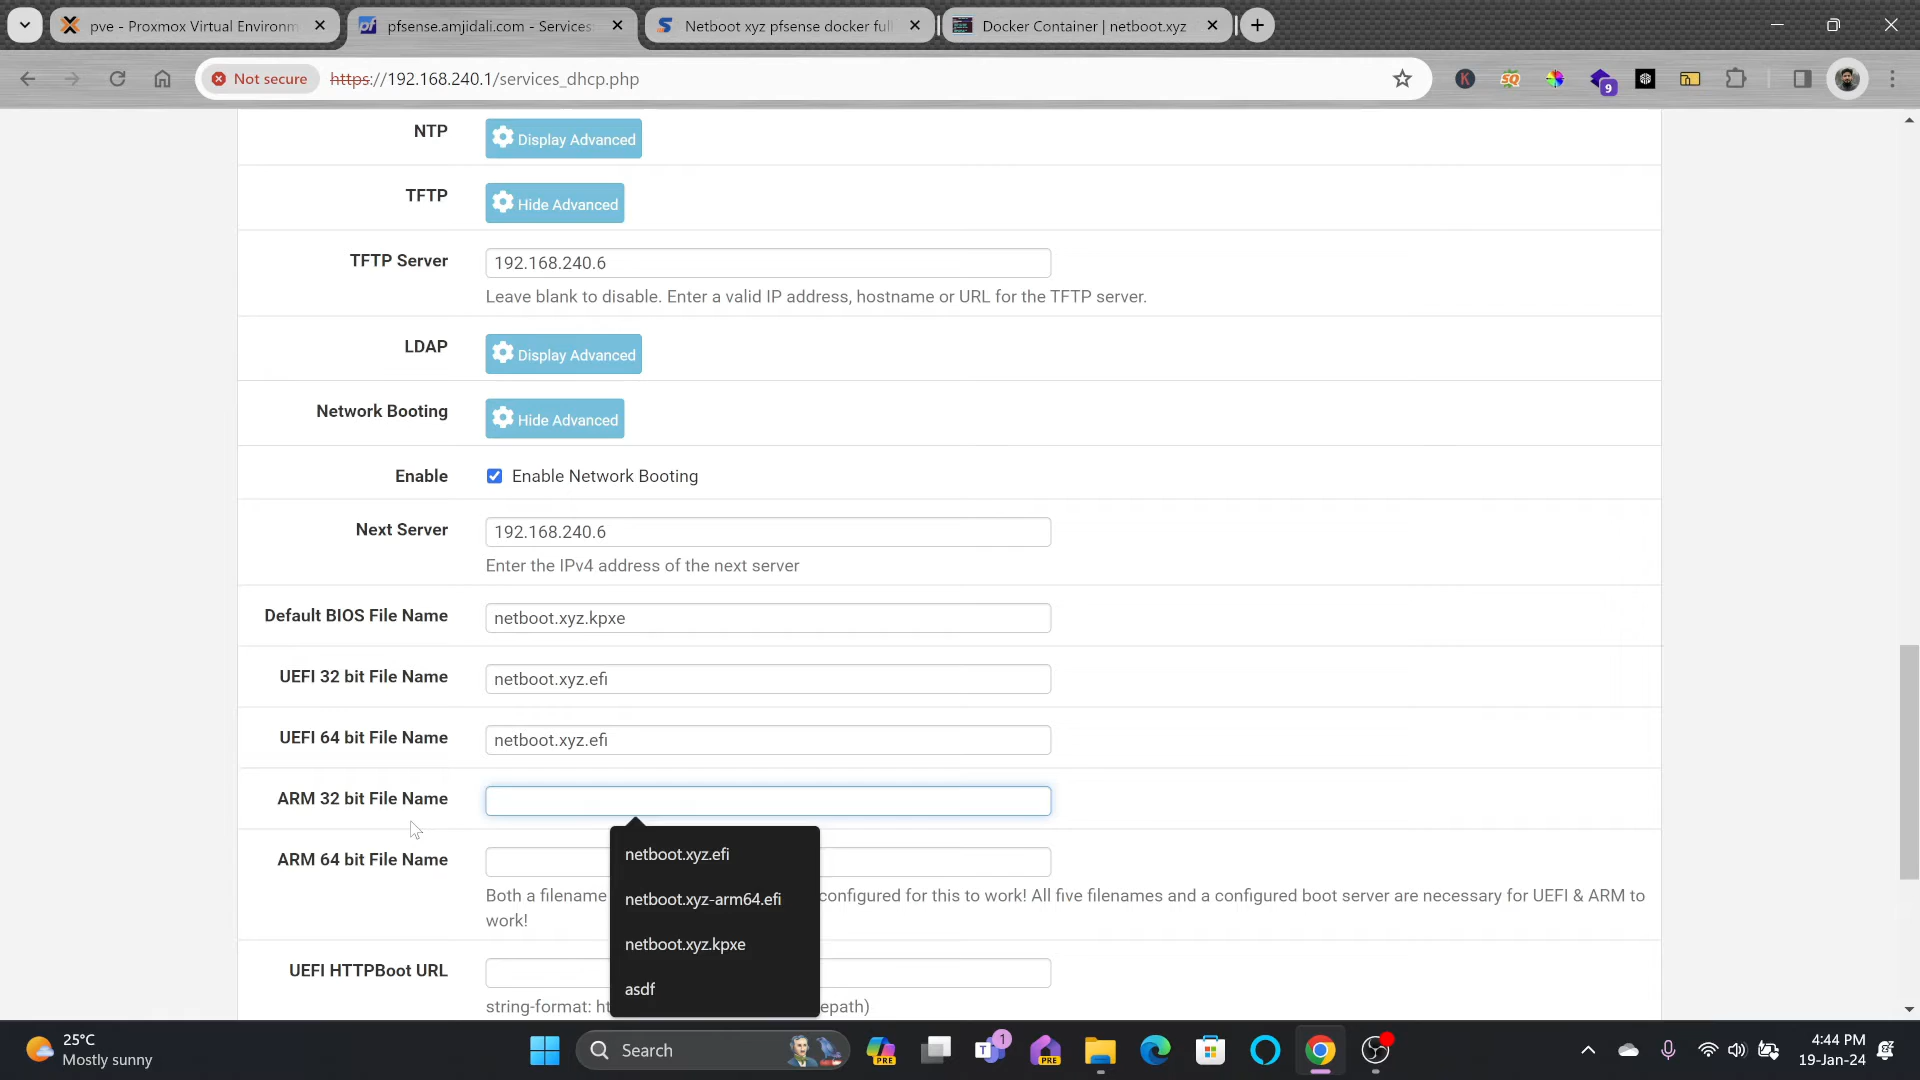 pve - Proxmox Virtual Environm
pfsense.amjidali.com - Services:
Netboot xyz pfsense docker full
Docker Container | netboot.xyz
Not secure
https://192.168.240.1/services_dhcp.php
9
NTP
Display Advanced
TFTP
Hide Advanced
TFTP Server
192.168.240.6
Leave blank to disable. Enter a valid IP address, hostname or URL for the TFTP server.
LDAP
Display Advanced
Network Booting
Hide Advanced
Enable
Enable Network Booting
Next Server
192.168.240.6
Enter the IPv4 address of the next server
Default BIOS File Name
netboot.xyz.kpxe
UEFI 32 bit File Name
netboot.xyz.efi
UEFI 64 bit File Name
netboot.xyz.efi
ARM 32 bit File Name
netboot.xyz.efi
netboot.xyz-arm64.efi
netboot.xyz.kpxe
asdf
ARM 64 bit File Name
Both a filename configured for this to work! All five filenames and a configured boot server are necessary for UEFI & ARM to
work!
UEFI HTTPBoot URL
string-format: ht epath)
25°C
Mostly sunny
Search
PRE
1
PRE
4:44 PM
19-Jan-24